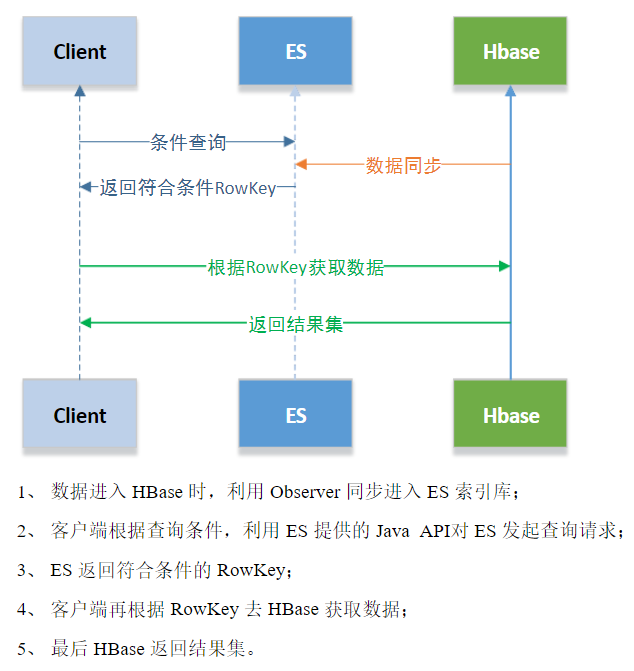 Client ES Hbase
条件查询
数据同步
返回符合条件RowKey
根据RowKey获取数据
返回结果集
Client ES Hbase
1、 数据进入 HBase 时，利用 Observer 同步进入 ES 索引库；
2、 客户端根据查询条件，利用 ES 提供的 Java API对 ES 发起查询请求；
3、 ES 返回符合条件的 RowKey；
4、 客户端再根据 RowKey 去 HBase 获取数据；
5、 最后 HBase 返回结果集。